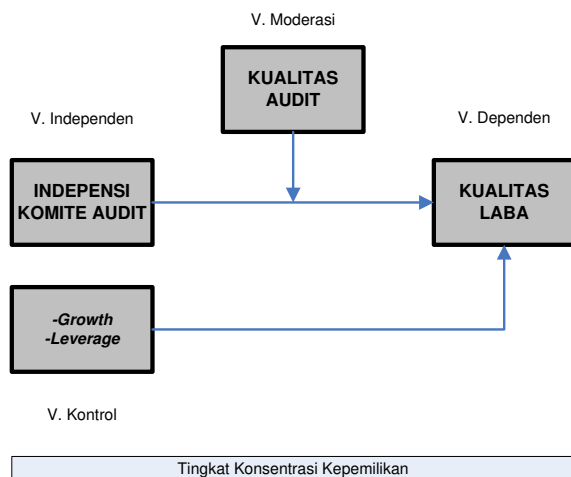 V. Moderasi
KUALITAS
AUDIT
V. Independen
V. Dependen
INDEPENSI
KOMITE AUDIT
KUALITAS
LABA
-Growth
-Leverage
V. Kontrol
Tingkat Konsentrasi Kepemilikan